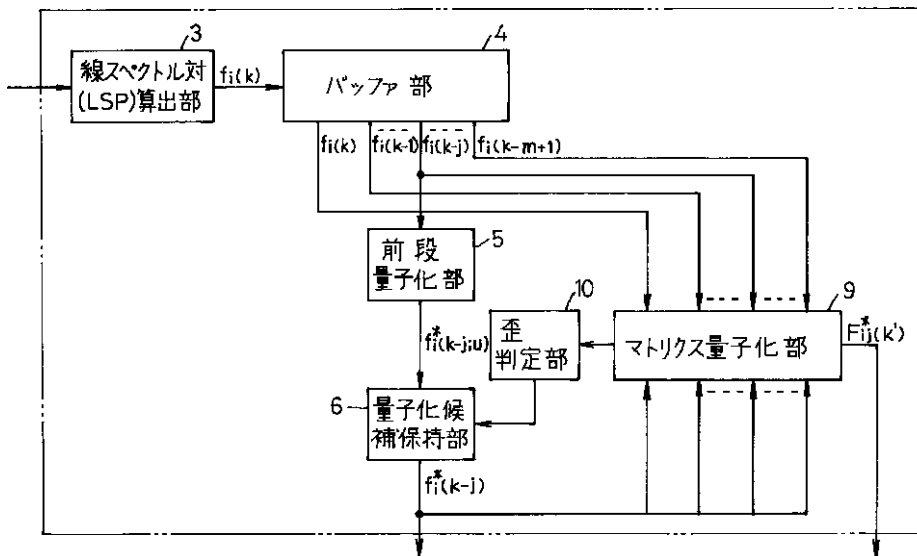 3
線スペクトル対
(LSP)算出部
fi(k)
4
バッファ部
fi(k)
fi(k-1)
fi(k-j)
fi(k-m+1)
5
前段
量子化部
10
歪
判定部
9
マトリクス量子化部
F*ij(k')
f*i(k-j;u)
6
量子化候
補保持部
f*i(k-j)